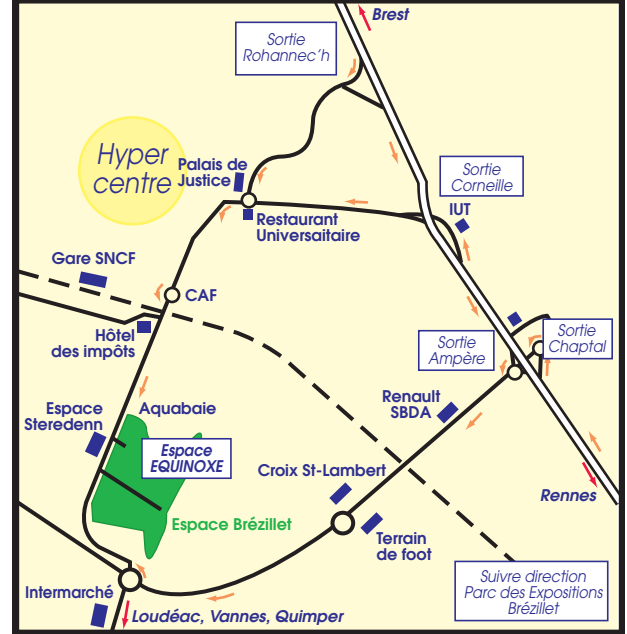 Brest
Sortie
Rohannec'h
Hyper
centre
Palais de
Justice
Sortie
Corneille
IUT
Restaurant
Universaitaire
Gare SNCF
CAF
Hôtel
des impôts
Sortie
Ampère
Sortie
Chaptal
Renault
SBDA
Espace
Steredenn
Aquabaie
Espace
EQUINOXE
Croix St-Lambert
Rennes
Espace Brézillet
Terrain
de foot
Suivre direction
Parc des Expositions
Brézillet
Intermarché
Loudéac, Vannes, Quimper